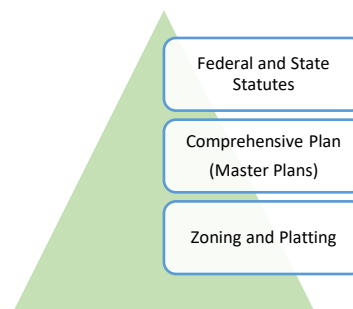 Federal and State
Statutes
Comprehensive Plan
(Master Plans)
Zoning and Platting